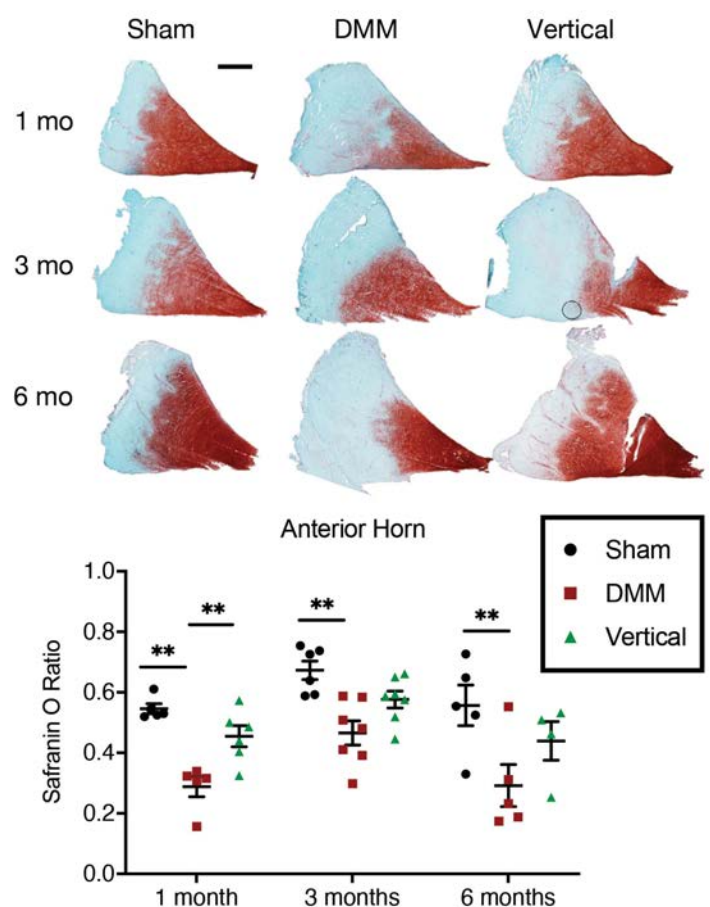 Sham DMM Vertical
1 mo
3 mo
6 mo
Anterior Horn
Sham
DMM
Vertical
Safranin O Ratio
1.0
0.8
0.6
0.4
0.2
0.0
** ** ** **
1 month 3 months 6 months